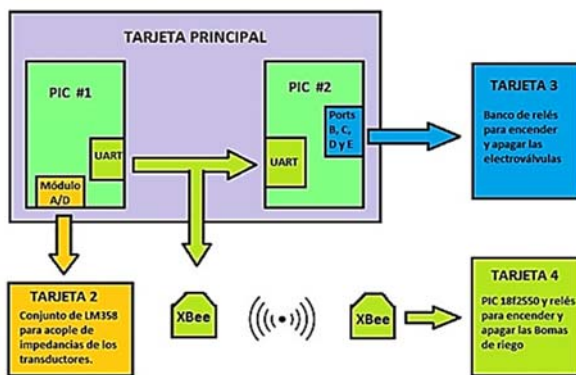 TARJETA PRINCIPAL
PIC #1
UART
Módulo
A/D
PIC #2
Ports
B, C,
D y E
UART
TARJETA 3
Banco de relés
para encender
y apagar las
electroválvulas
TARJETA 2
Conjunto de LM358
para acople de
impedancias de los
transductores.
XBee
XBee
TARJETA 4
PIC 18f2550 y relés
para encender y
apagar las Bomas
de riego